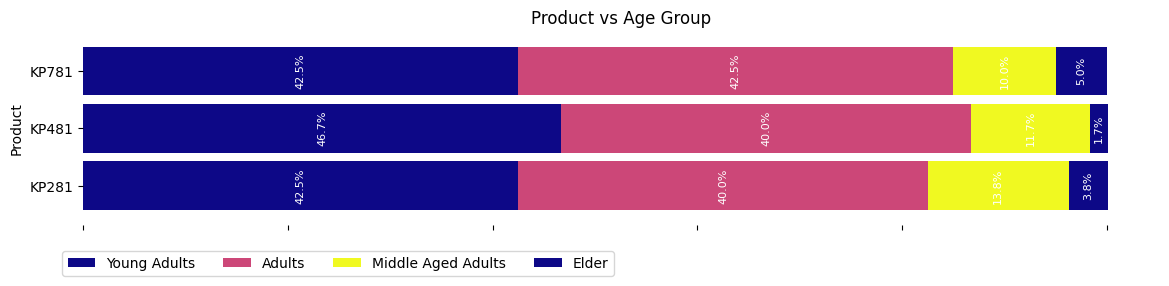 Product vs Age Group
Product
KP781
42.5%
42.5%
10.0%
5.0%
KP481
46.7%
40.0%
11.7%
1.7%
KP281
42.5%
40.0%
13.8%
3.8%
Young Adults
Adults
Middle Aged Adults
Elder